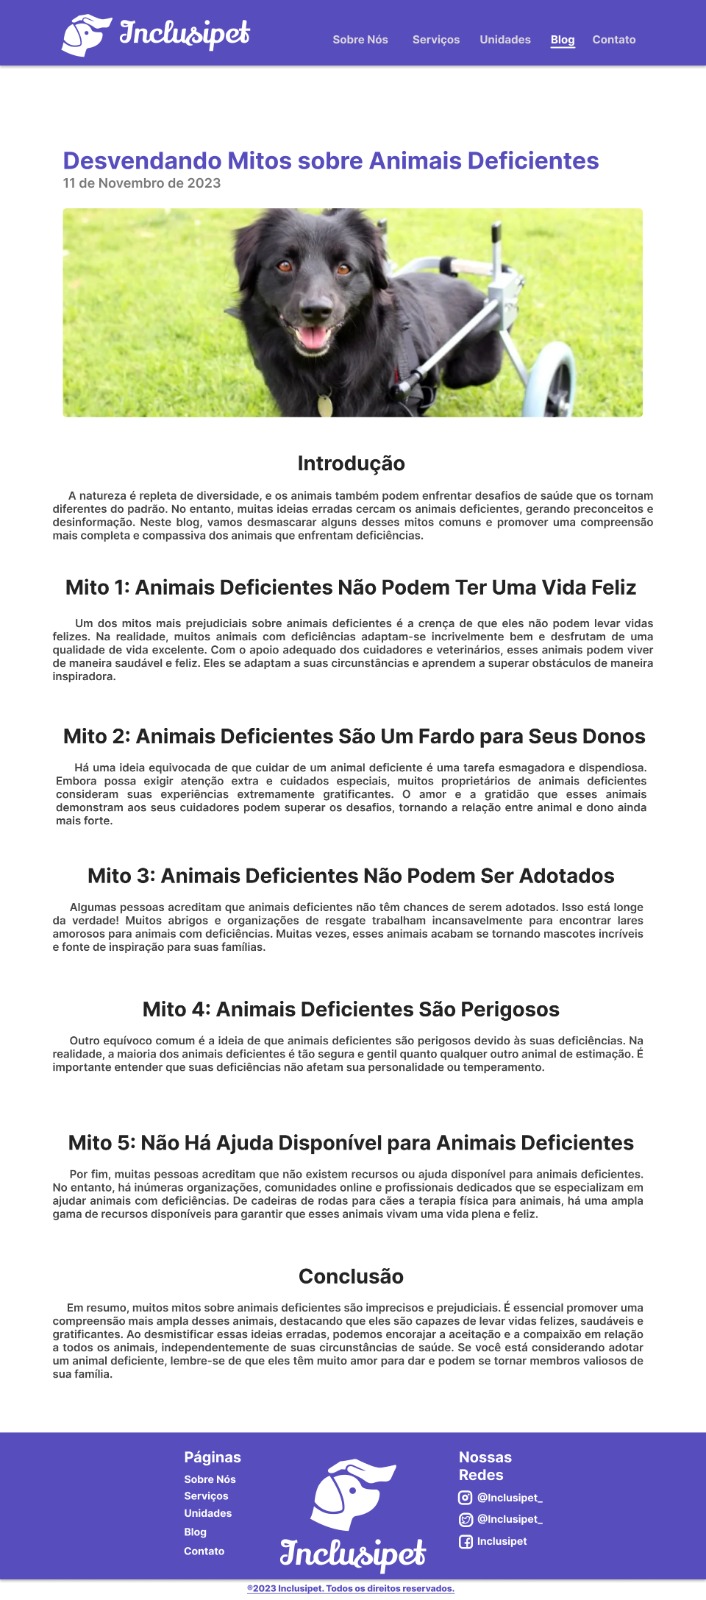 Inclusipet
Sobre Nós Serviços Unidades Blog Contato
Desvendando Mitos sobre Animais Deficientes
11 de Novembro de 2023
Introdução
A natureza é repleta de diversidade, e os animais também podem enfrentar desafios de saúde que os tornam
diferentes do padrão. No entanto, muitas ideias erradas cercam os animais deficientes, gerando preconceitos e
desinformação. Neste blog, vamos desmascarar alguns desses mitos comuns e promover uma compreensão
mais completa e compassiva dos animais que enfrentam deficiências.
Mito 1: Animais Deficientes Não Podem Ter Uma Vida Feliz
Um dos mitos mais prejudiciais sobre animais deficientes é a crença de que eles não podem levar vidas
felizes. Na realidade, muitos animais com deficiências adaptam-se incrivelmente bem e desfrutam de uma
qualidade de vida excelente. Com o apoio adequado dos cuidadores e veterinários, esses animais podem viver
de maneira saudável e feliz. Eles se adaptam a suas circunstâncias e aprendem a superar obstáculos de maneira
inspiradora.
Mito 2: Animais Deficientes São Um Fardo para Seus Donos
Há uma ideia equivocada de que cuidar de um animal deficiente é uma tarefa esmagadora e dispendiosa.
Embora possa exigir atenção extra e cuidados especiais, muitos proprietários de animais deficientes
consideram suas experiências extremamente gratificantes. O amor e a gratidão que esses animais
demonstram aos seus cuidadores podem superar os desafios, tornando a relação entre animal e dono ainda
mais forte.
Mito 3: Animais Deficientes Não Podem Ser Adotados
Algumas pessoas acreditam que animais deficientes não têm chances de serem adotados. Isso está longe
da verdade! Muitos abrigos e organizações de resgate trabalham incansavelmente para encontrar lares
amorosos para animais com deficiências. Muitas vezes, esses animais acabam se tornando mascotes incríveis
e fonte de inspiração para suas famílias.
Mito 4: Animais Deficientes São Perigosos
Outro equívoco comum é a ideia de que animais deficientes são perigosos devido às suas deficiências. Na
realidade, a maioria dos animais deficientes é tão segura e gentil quanto qualquer outro animal de estimação. É
importante entender que suas deficiências não afetam sua personalidade ou temperamento.
Mito 5: Não Há Ajuda Disponível para Animais Deficientes
Por fim, muitas pessoas acreditam que não existem recursos ou ajuda disponível para animais deficientes.
No entanto, há inúmeras organizações, comunidades online e profissionais dedicados que se especializam em
ajudar animais com deficiências. De cadeiras de rodas para cães a terapia física para animais, há uma ampla
gama de recursos disponíveis para garantir que esses animais vivam uma vida plena e feliz.
Conclusão
Em resumo, muitos mitos sobre animais deficientes são imprecisos e prejudiciais. É essencial promover uma
compreensão mais ampla desses animais, destacando que eles são capazes de levar vidas felizes, saudáveis e
gratificantes. Ao desmistificar essas ideias erradas, podemos encorajar a aceitação e a compaixão em relação
a todos os animais, independentemente de suas circunstâncias de saúde. Se você está considerando adotar
um animal deficiente, lembre-se de que eles têm muito amor para dar e podem se tornar membros valiosos de
sua família.
Páginas
Sobre Nós
Serviços
Unidades
Blog
Contato
Inclusipet
Nossas
Redes
@Inclusipet_
@Inclusipet_
Inclusipet
©2023 Inclusipet. Todos os direitos reservados.